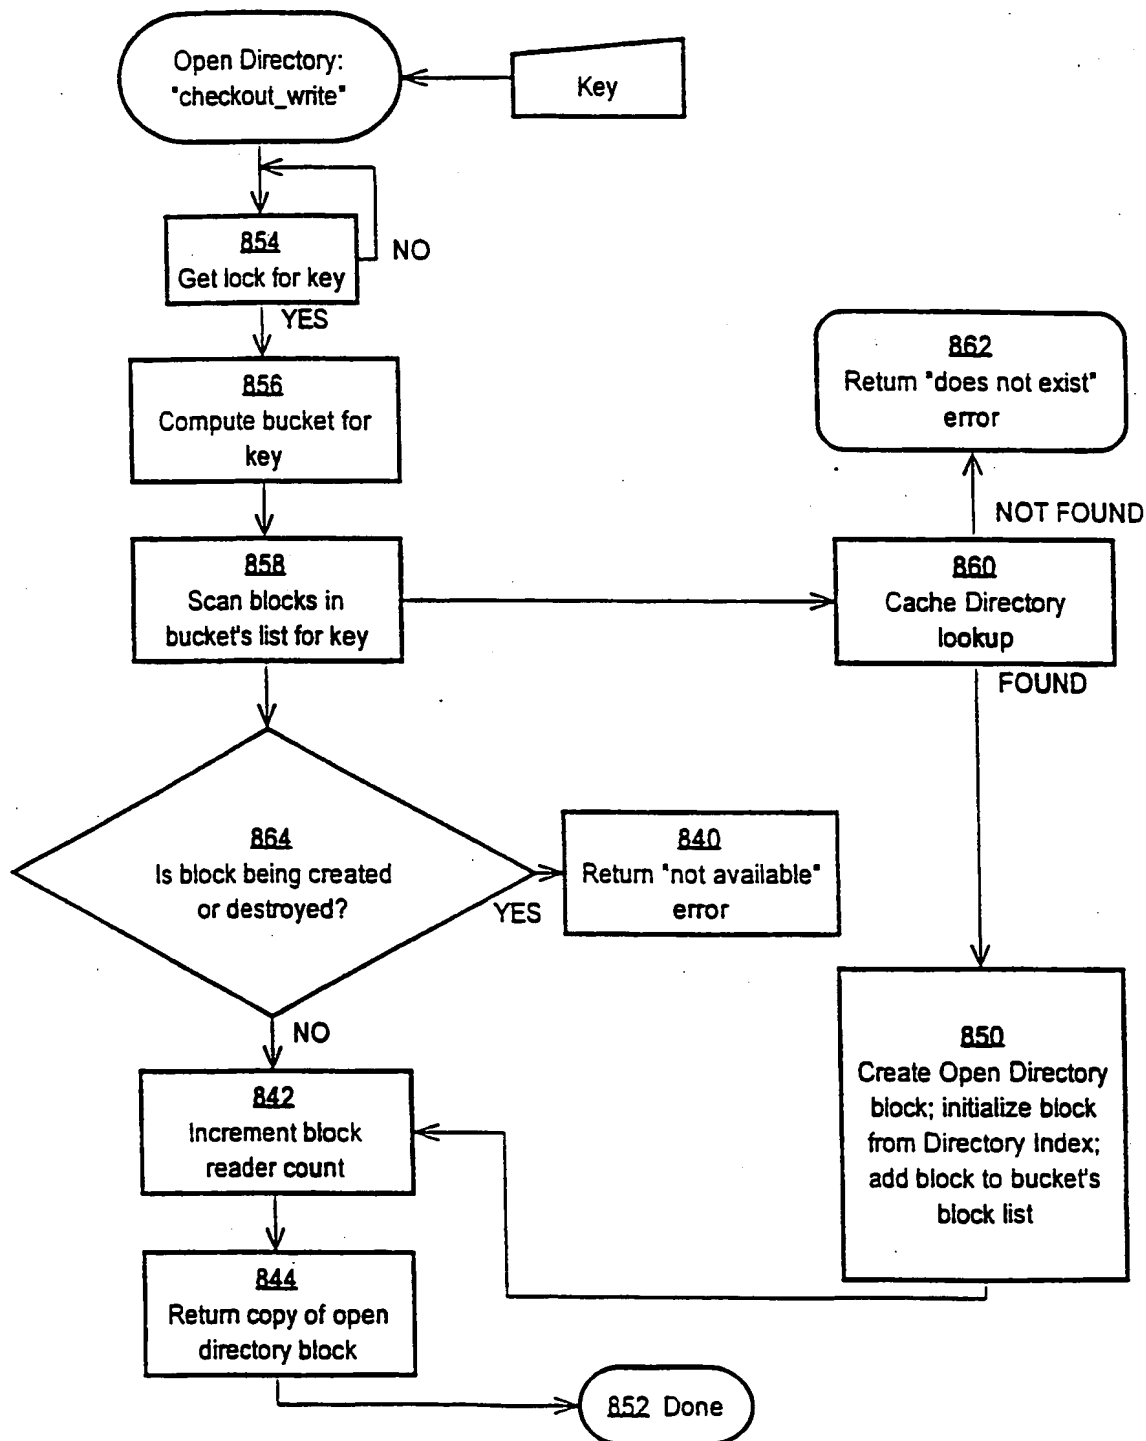 Open Directory:
"checkout_write"
Key
854
Get lock for key
NO
YES
856
Compute bucket for
key
858
Scan blocks in
bucket's list for key
862
Return "does not exist"
error
NOT FOUND
860
Cache Directory
lookup
FOUND
864
Is block being created
or destroyed?
YES
840
Return "not available"
error
NO
842
Increment block
reader count
850
Create Open Directory
block; initialize block
from Directory Index;
add block to bucket's
block list
844
Return copy of open
directory block
852 Done